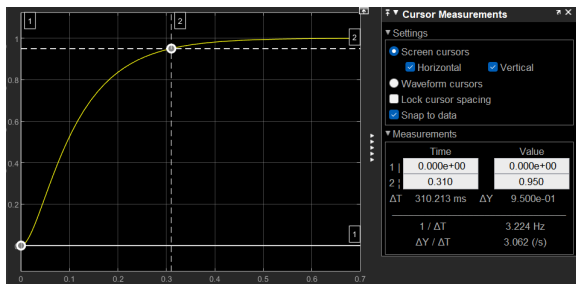 1
2
1
2
0.8
0.6
0.4
0.2
0
1
0
0.1
0.2
0.3
0.4
0.5
0.6
0.7
Cursor Measurements
Settings
Screen cursors
Horizontal Vertical
Waveform cursors
Lock cursor spacing
Snap to data
Measurements
Time Value
1 | 0.000e+00 0.000e+00
2 ¦ 0.310 0.950
ΔT 310.213 ms ΔY 9.500e-01
1 / ΔT 3.224 Hz
ΔY / ΔT 3.062 (/s)